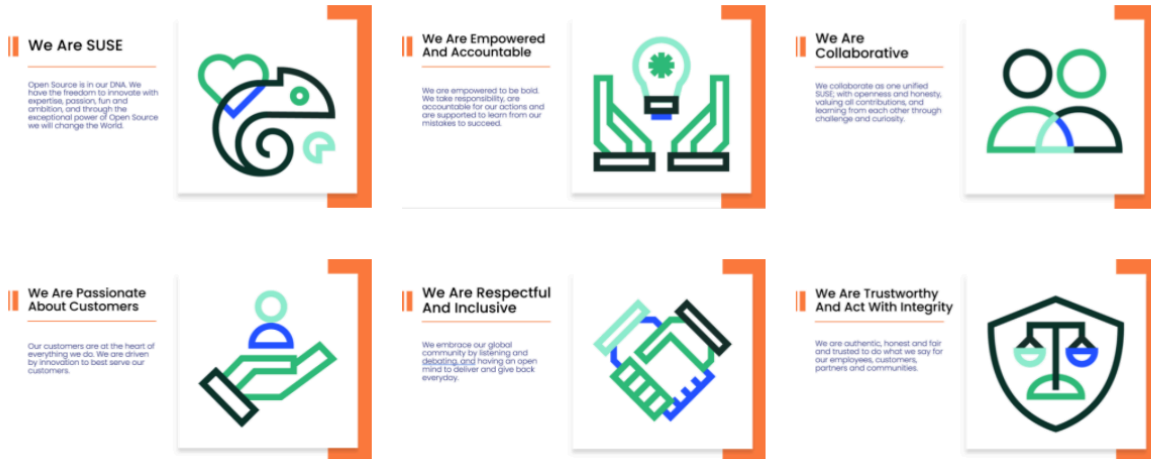 We Are SUSE
Open Source is in our DNA. We
have the freedom to innovate with
expertise, passion, fun and
ambition, and through the
exceptional power of Open Source
we will change the World.
We Are Empowered
And Accountable
We are empowered to be bold.
We take responsibility, are
accountable for our actions and
are supported to learn from our
mistakes to succeed.
We Are
Collaborative
We collaborate as one unified
SUSE; with openness and honesty,
valuing all contributions, and
learning from each other through
challenge and curiosity.
We Are Passionate
About Customers
Our customers are at the heart of
everything we do. We are driven
by innovation to best serve our
customers.
We Are Respectful
And Inclusive
We embrace our global
community by listening and
debating, and having an open
mind to deliver and give back
everyday.
We Are Trustworthy
And Act With Integrity
We are authentic, honest and fair
and trusted to do what we say for
our employees, customers,
partners and communities.